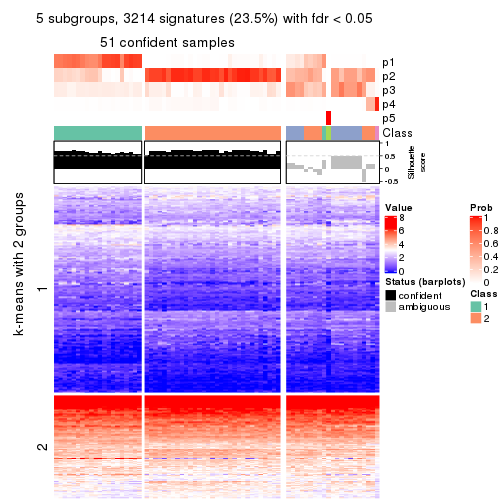 5 subgroups, 3214 signatures (23.5%) with fdr < 0.05
51 confident samples
p1
p2
p3
p4
p5
Class
1
0.5
0
-0.5
Silhouette
score
k-means with 2 groups
1
2
Value
8
6
4
2
0
Prob
1
0.8
0.6
0.4
0.2
0
Status (barplots)
confident
ambiguous
Class
1
2